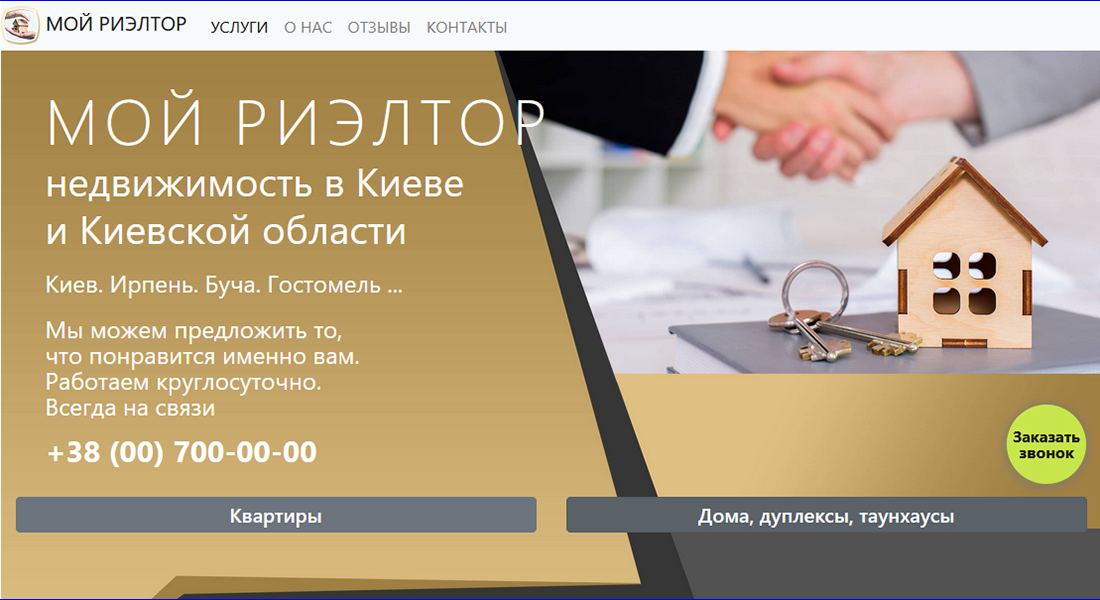 МОЙ РИЭЛТОР УСЛУГИ О НАС ОТЗЫВЫ КОНТАКТЫ
МОЙ РИЭЛТОР
недвижимость в Киеве
и Киевской области
Киев. Ирпень. Буча. Гостомель ...
Мы можем предложить то,
что понравится именно вам.
Работаем круглосуточно.
Всегда на связи
+38 (00) 700-00-00
Заказать
звонок
Квартиры
Дома, дуплексы, таунхаусы